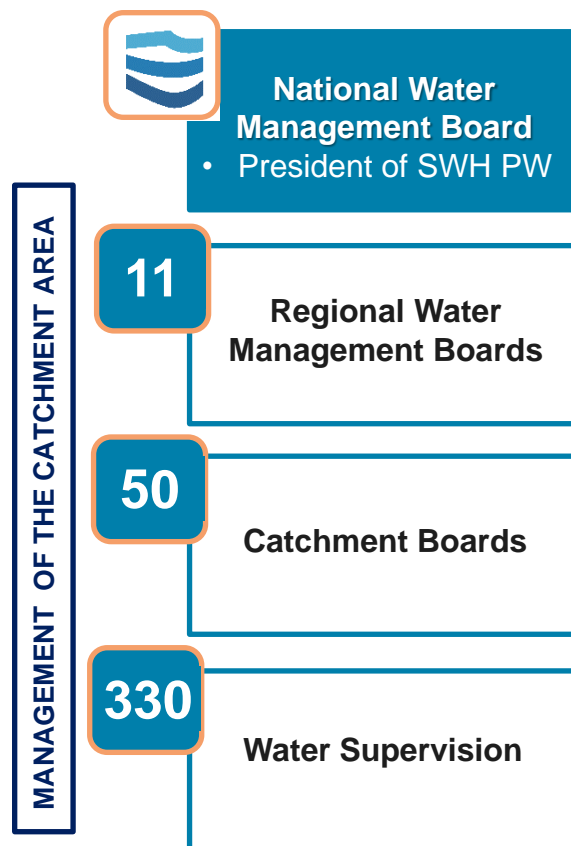 National Water
Management Board
• President of SWH PW
MANAGEMENT OF THE CATCHMENT AREA
11
Regional Water
Management Boards
50
Catchment Boards
330
Water Supervision